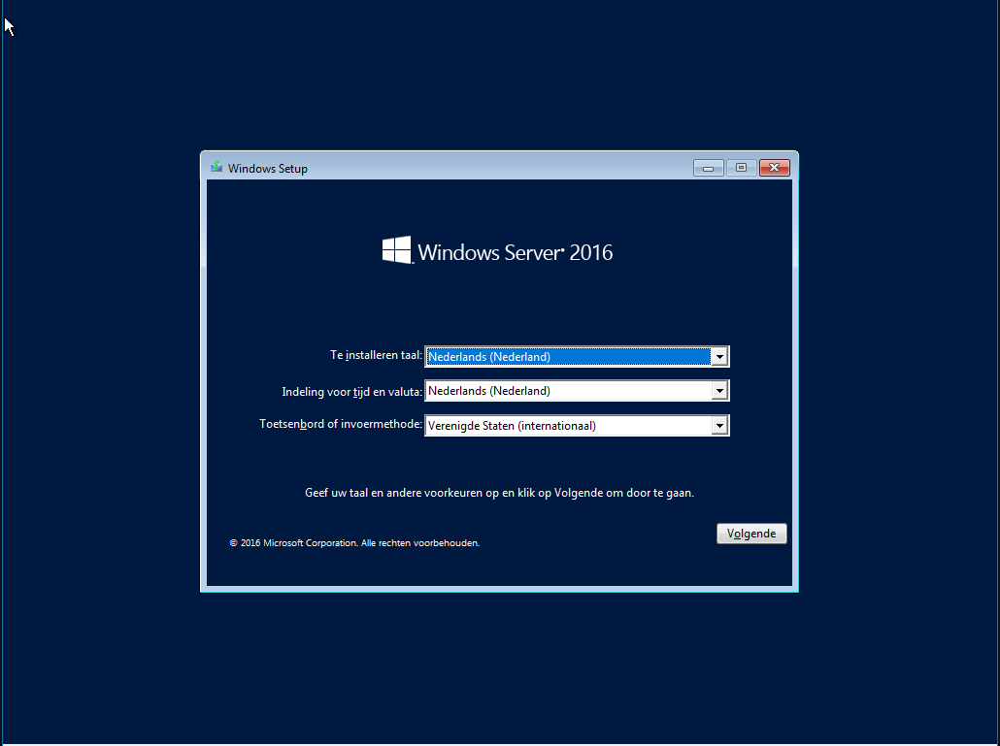 Windows Setup
Windows Server® 2016
Te installeren taal: Nederlands (Nederland)
Indeling voor tijd en valuta: Nederlands (Nederland)
Toetsenbord of invoermethode: Verenigde Staten (internationaal)
Geef uw taal en andere voorkeuren op en klik op Volgende om door te gaan.
Volgende
© 2016 Microsoft Corporation. Alle rechten voorbehouden.